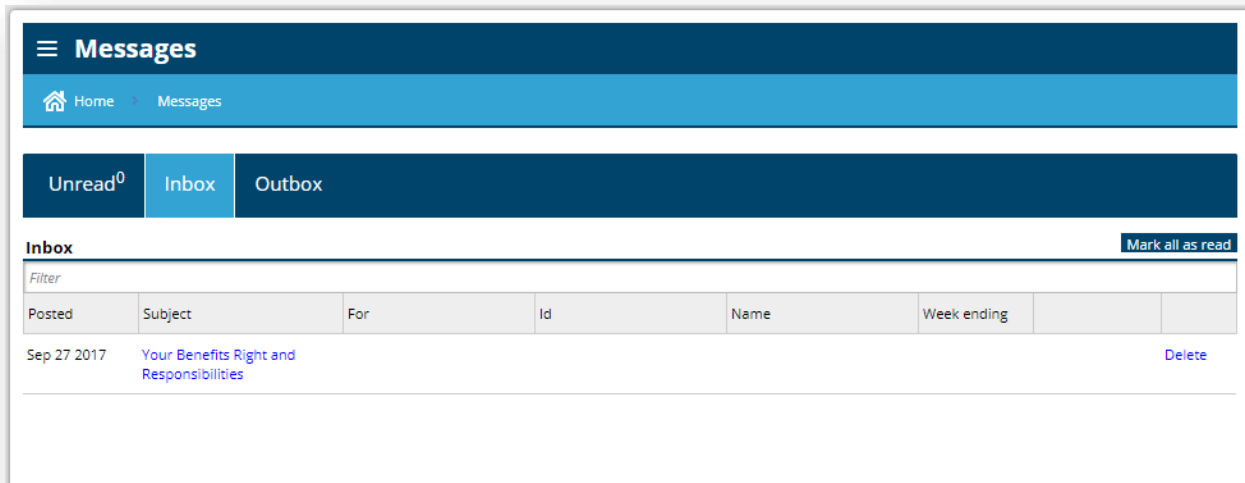 Messages
Home Messages
Unread0 Inbox Outbox
Inbox Mark all as read
Filter
Posted Subject For Id Name Week ending
Sep 27 2017 Your Benefits Right and Delete
Responsibilities